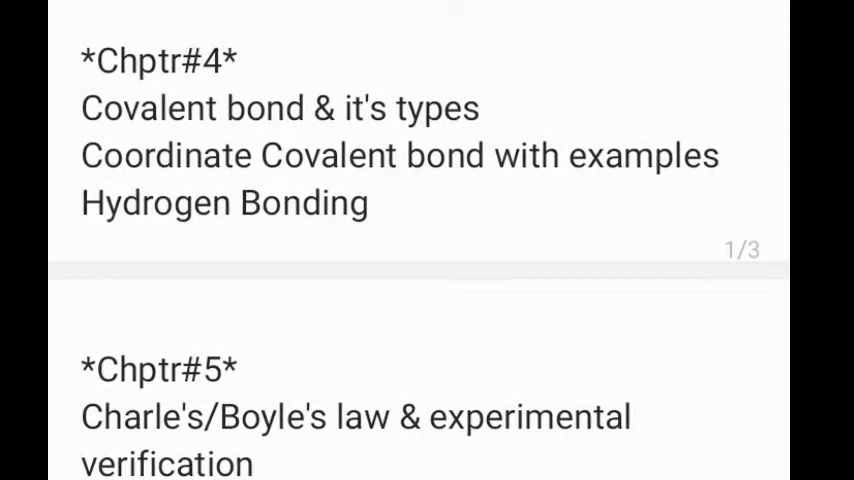 *Chptr#4*
Covalent bond & it's types
Coordinate Covalent bond with examples
Hydrogen Bonding
1/3
*Chptr#5*
Charle's/Boyle's law & experimental
verification